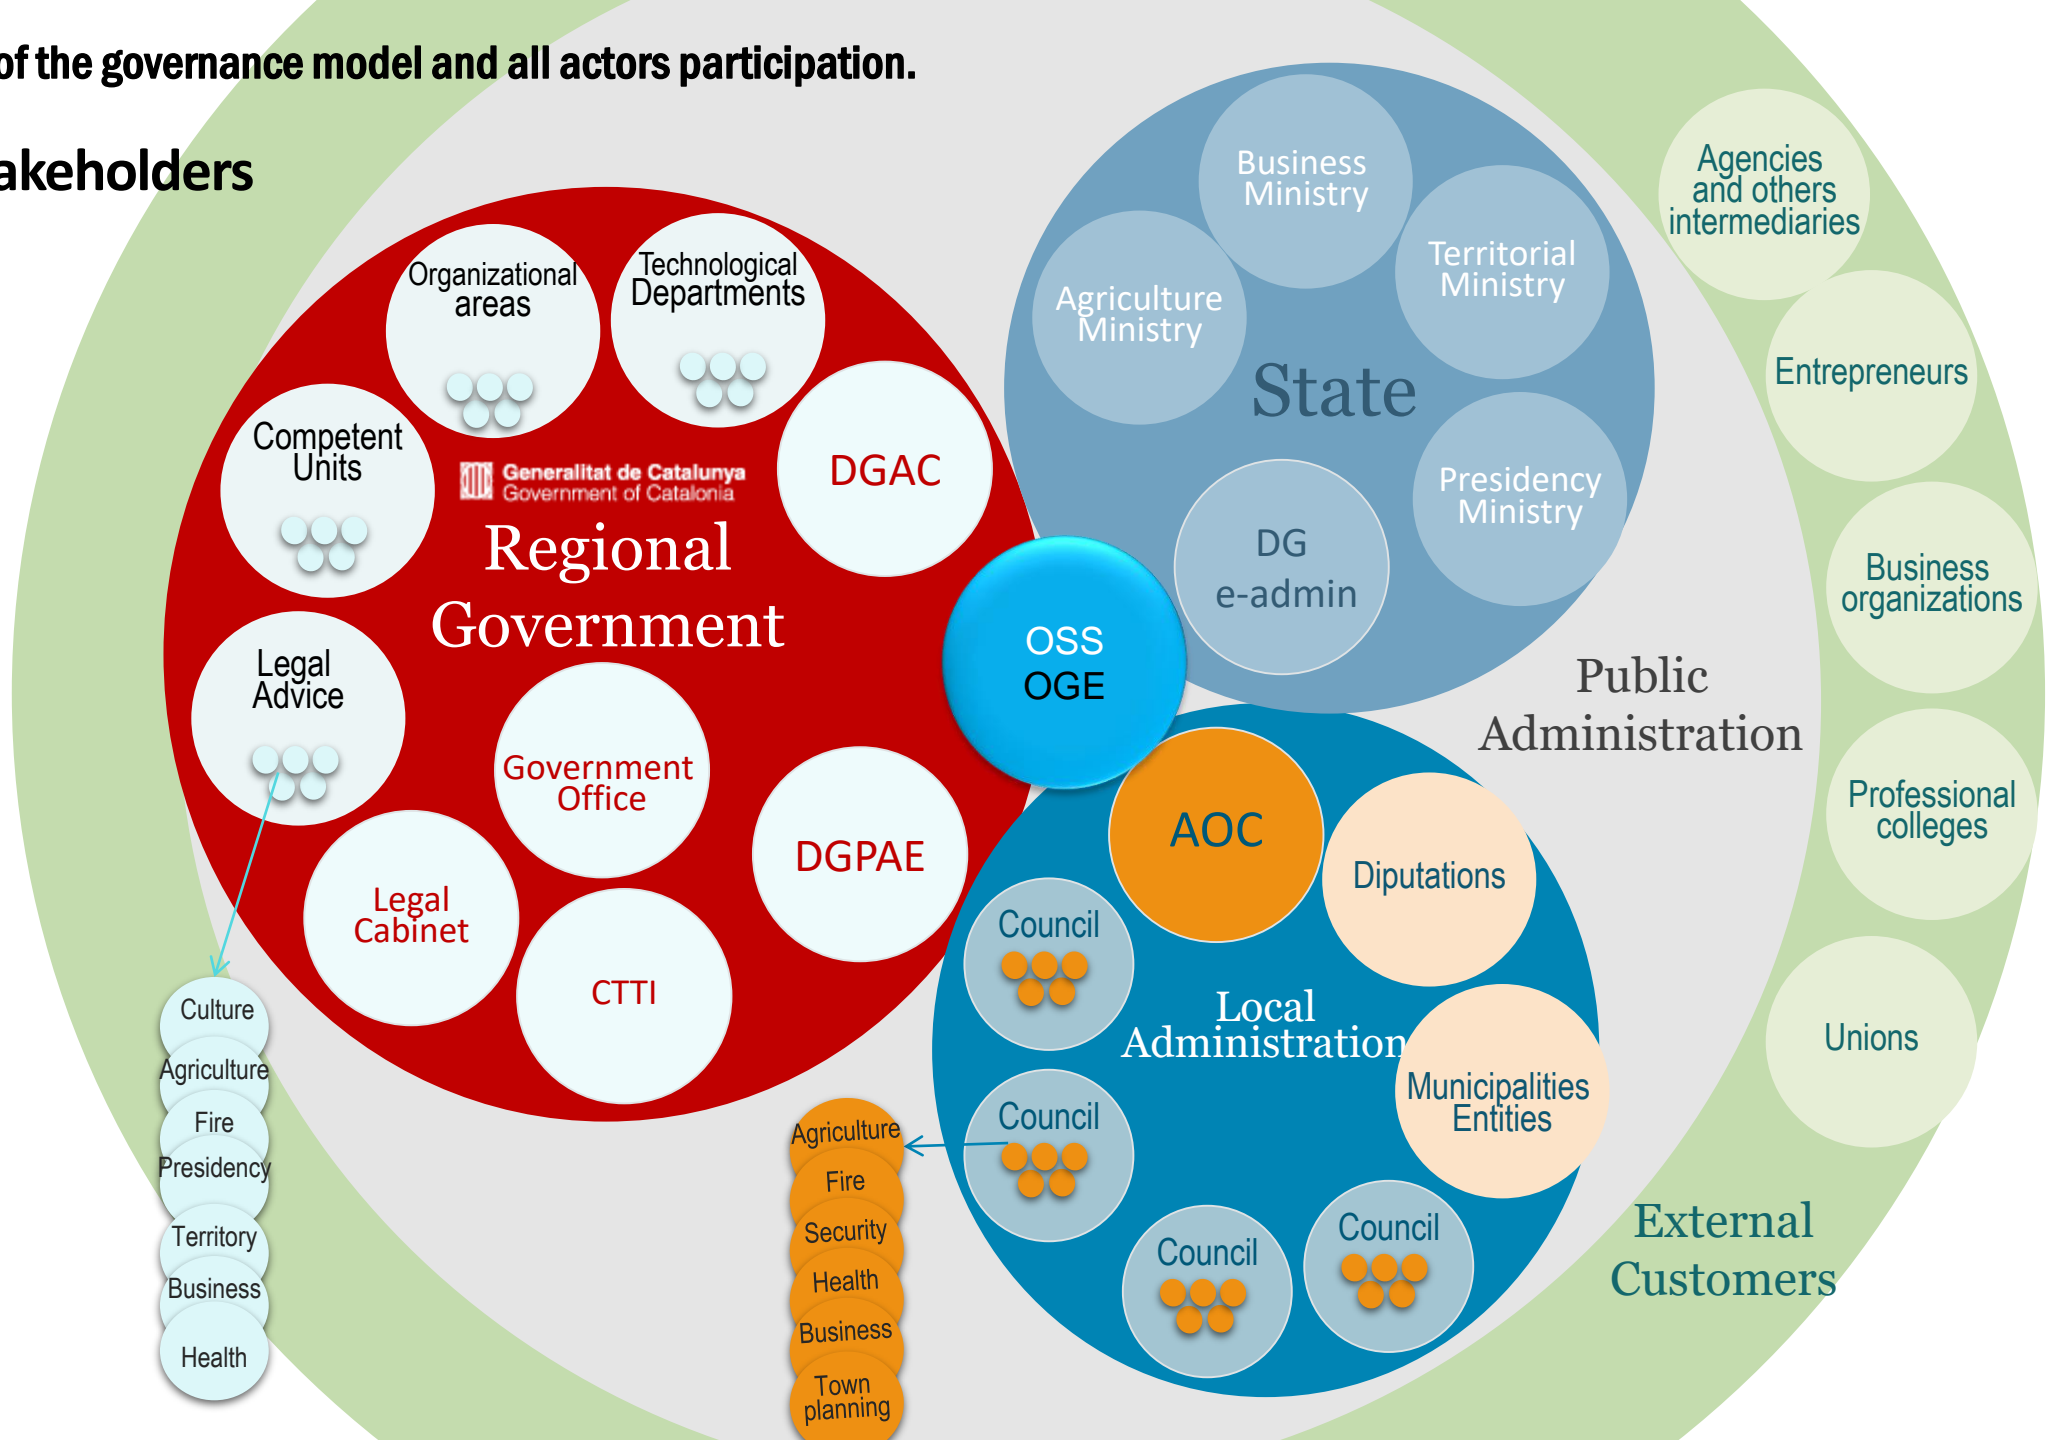 of the governance model and all actors participation.
akeholders
Organizational
areas
Technological
Departments
Competent
Units
DGAC
Generalitat de Catalunya
Government of Catalonia
Regional
Government
Legal
Advice
Government
Office
DGPAE
Legal
Cabinet
CTTI
Culture
Agriculture
Fire
Presidency
Territory
Business
Health
Business
Ministry
Agriculture
Ministry
Territorial
Ministry
State
Presidency
Ministry
DG
e-admin
OSS
OGE
Public
Administration
AOC
Diputations
Council
Local
Administration
Municipalities
Entities
Council
Council
Council
Agriculture
Fire
Security
Health
Business
Town
planning
Agencies
and others
intermediaries
Entrepreneurs
Business
organizations
Professional
colleges
Unions
External
Customers